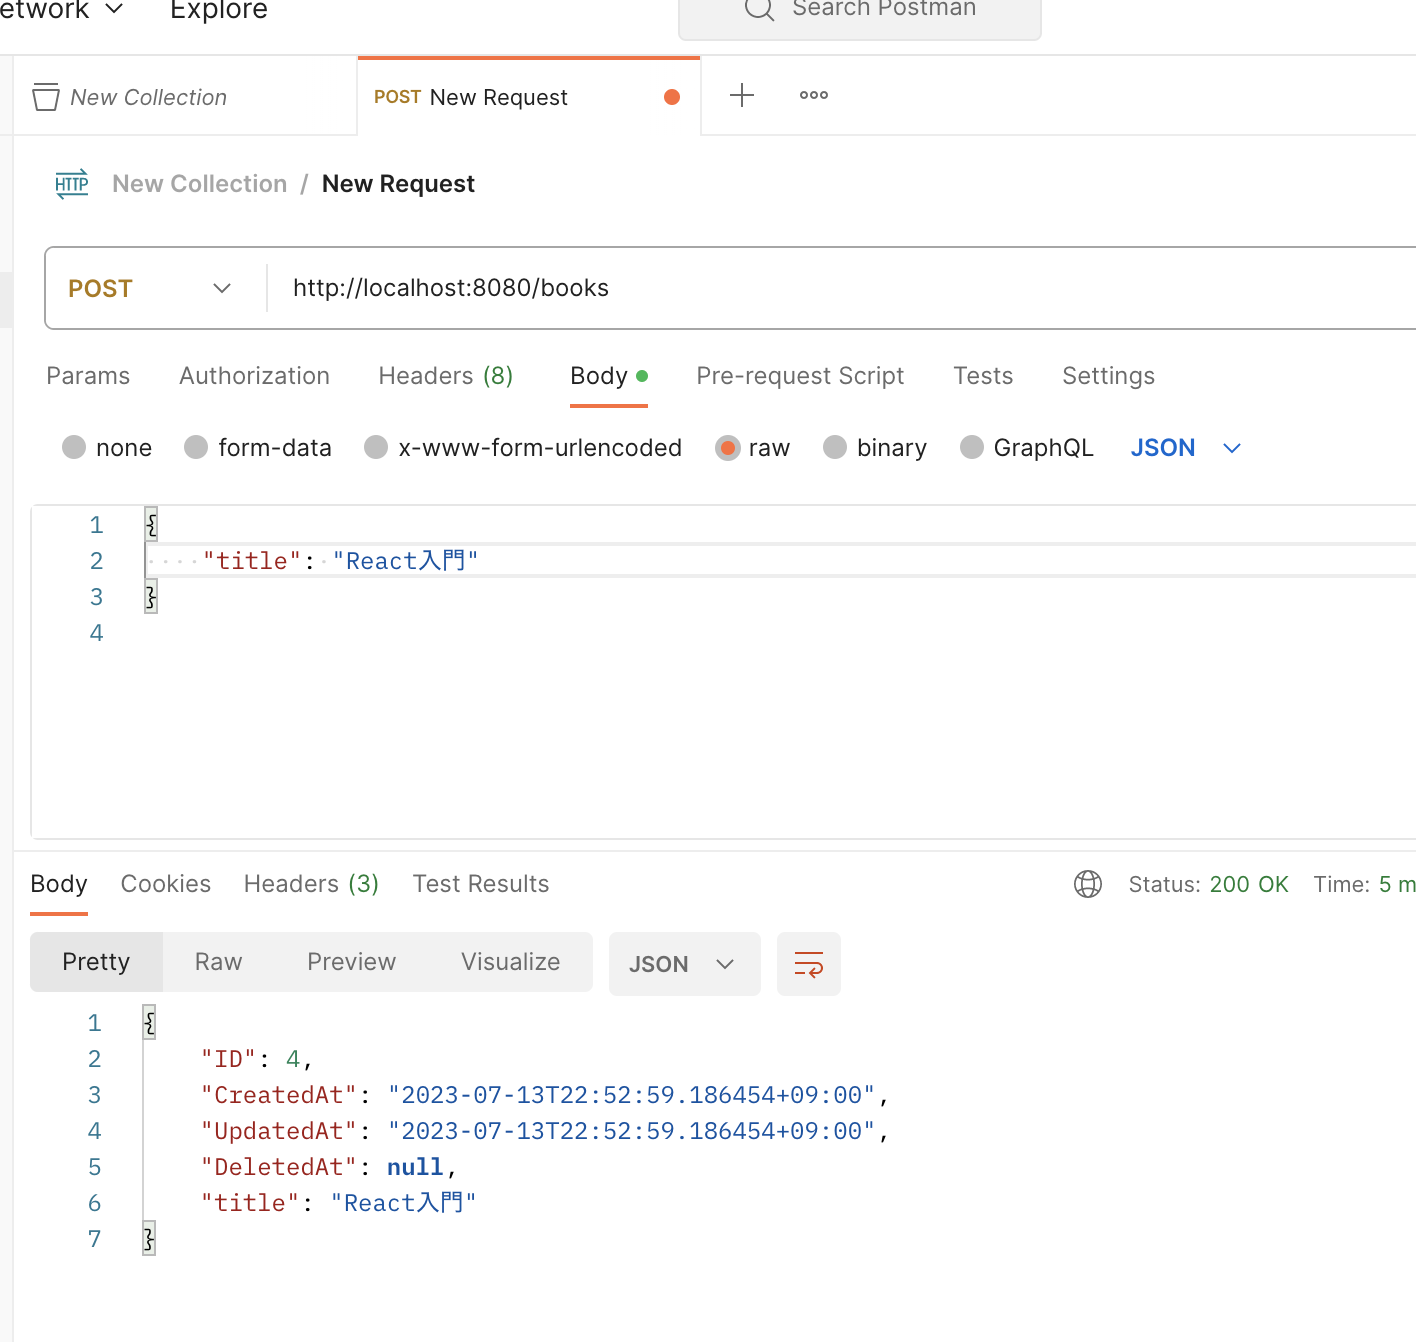 etwork Explore Search Postman
New Collection POST New Request
HTTP New Collection / New Request
POST http://localhost:8080/books
Params Authorization Headers (8) Body Pre-request Script Tests Settings
none form-data x-www-form-urlencoded raw binary GraphQL JSON
1 {
2 "title": "React入門"
3 }
4
Body Cookies Headers (3) Test Results Status: 200 OK Time: 5 m
Pretty Raw Preview Visualize JSON
1 {
2 "ID": 4,
3 "CreatedAt": "2023-07-13T22:52:59.186454+09:00",
4 "UpdatedAt": "2023-07-13T22:52:59.186454+09:00",
5 "DeletedAt": null,
6 "title": "React入門"
7 }